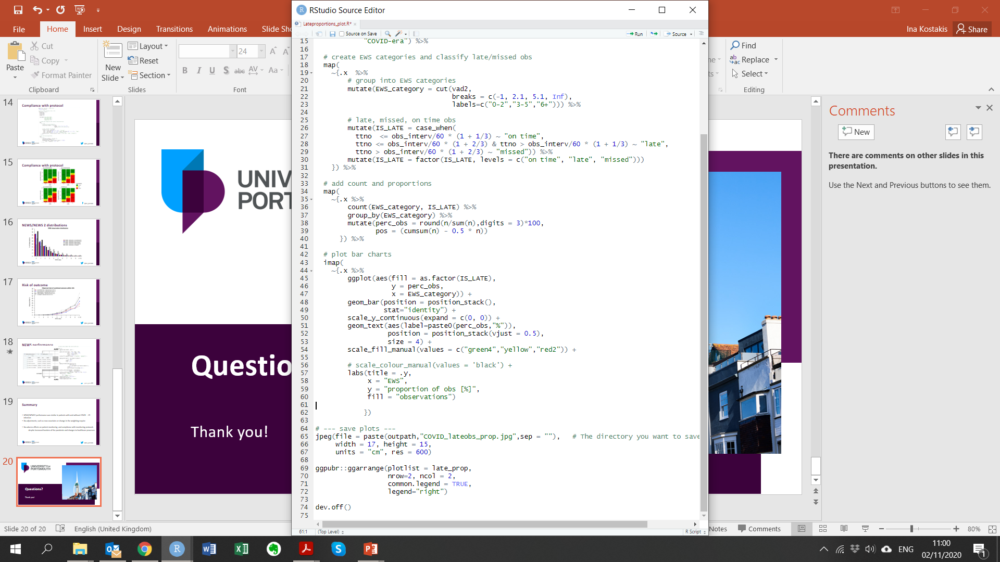 RStudio Source Editor
File
Home
Insert
Design
Transitions
Animations
Slide Sho
Ina Kostakis
Share
Paste
Cut
Copy
Format Painter
Clipboard
New
Slide
Layout
Reset
Section
Slides
24
B I U S abc AV Aa
Font
Find
Replace
Select
Editing
Lateproportions_plot.R*
Source on Save
Run
Source
15 "COVID-era") %>%
16
17 # create EWS categories and classify late/missed obs
18 map(
19 ~{.x %>%
20 # group into EWS categories
21 mutate(EWS_category = cut(vad2,
22 breaks = c(-1, 2.1, 5.1, Inf),
23 labels=c("0-2","3-5","6+"))) %>%
24
25 # late, missed, on time obs
26 mutate(IS_LATE = case_when(
27 ttno <= obs_interv/60 * (1 + 1/3) ~ "on time",
28 ttno <= obs_interv/60 * (1 + 2/3) & ttno > obs_interv/60 * (1 + 1/3) ~ "late",
29 ttno > obs_interv/60 * (1 + 2/3) ~ "missed")) %>%
30 mutate(IS_LATE = factor(IS_LATE, levels = c("on time", "late", "missed")))
31 }) %>%
32
33 # add count and proportions
34 map(
35 ~{.x %>%
36 count(EWS_category, IS_LATE) %>%
37 group_by(EWS_category) %>%
38 mutate(perc_obs = round(n/sum(n),digits = 3)*100,
39 pos = (cumsum(n) - 0.5 * n))
40 }) %>%
41
42 # plot bar charts
43 imap(
44 ~{.x %>%
45 ggplot(aes(fill = as.factor(IS_LATE),
46 y = perc_obs,
47 x = EWS_category)) +
48 geom_bar(position = position_stack(),
49 stat="identity") +
50 scale_y_continuous(expand = c(0, 0)) +
51 geom_text(aes(label=paste0(perc_obs,"%")),
52 position = position_stack(vjust = 0.5),
53 size = 4) +
54 scale_fill_manual(values = c("green4","yellow","red2")) +
55
56 # scale_colour_manual(values = 'black') +
57 labs(title = .y,
58 x = "EWS",
59 y = "proportion of obs [%]",
60 fill = "observations")
61
62 })
63
64 # --- save plots ---
65 jpeg(file = paste(outpath,"COVID_lateobs_prop.jpg",sep = ""), # The directory you want to save
66 width = 17, height = 15,
67 units = "cm", res = 600)
68
69 ggpubr::ggarrange(plotlist = late_prop,
70 nrow=2, ncol = 2,
71 common.legend = TRUE,
72 legend="right")
73
74 dev.off()
75
61:1 (Top Level)
R Script
14
Compliance with protocol
15
Compliance with protocol
16
NEWS/NEWS 2 distributions
17
Risk of outcome
18
NEWS performance
19
Summary
20
UNIVERSITY OF
PORTSMOUTH
Questions?
Thank you!
UNIV
PORT
Questio
Thank you!
Comments
New
There are comments on other slides in this
presentation.
Use the Next and Previous buttons to see them.
Slide 20 of 20
English (United Kingdom)
Notes
Comments
80%
ENG
11:00
02/11/2020
1